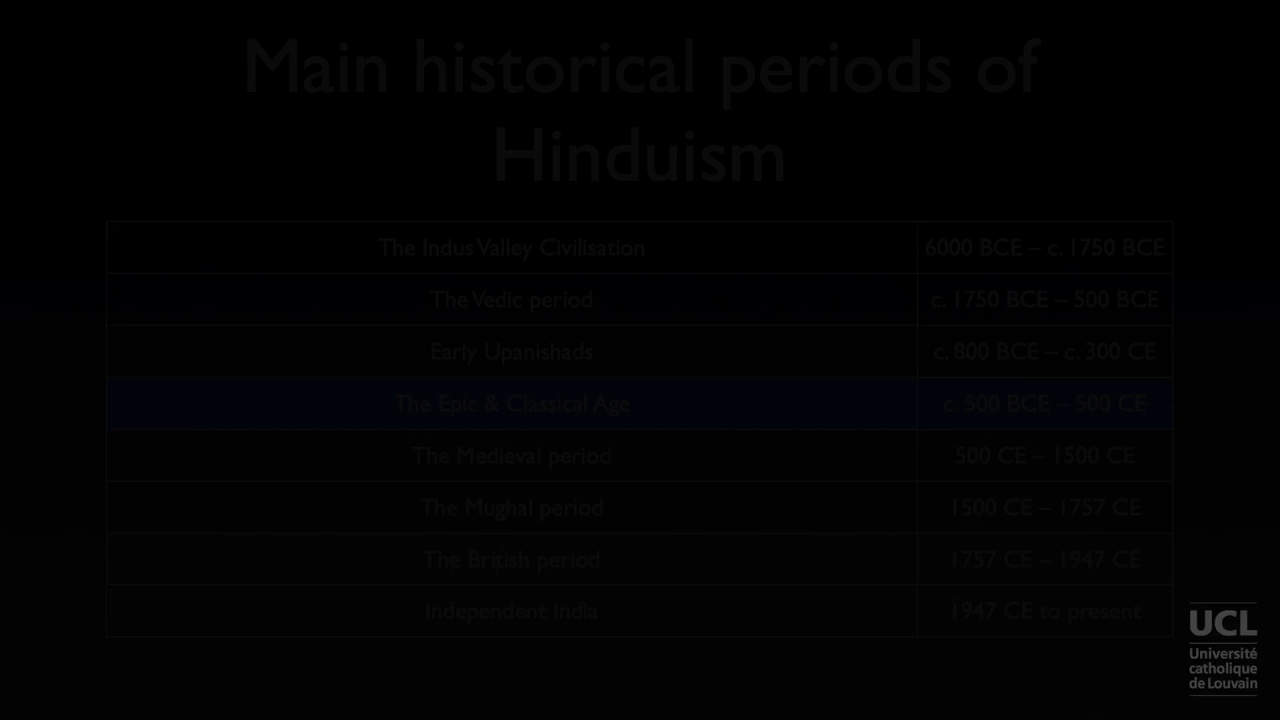 Main historical periods of
Hinduism
The Indus Valley Civilisation 6000 BCE – c. 1750 BCE
The Vedic period c. 1750 BCE – 500 BCE
Early Upanishads c. 800 BCE – c. 300 CE
The Epic & Classical Age c. 500 BCE – 500 CE
The Medieval period 500 CE – 1500 CE
The Mughal period 1500 CE – 1757 CE
The British period 1757 CE – 1947 CE
Independent India 1947 CE to present
UCL
Université
catholique
de Louvain